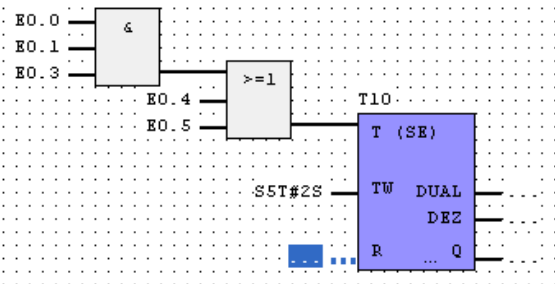 E0.0
&
E0.1
E0.3
>=1
E0.4
T10
E0.5
T (SE)
S5T#2S
TW DUAL ...
DEZ ...
... ... R ... Q ...